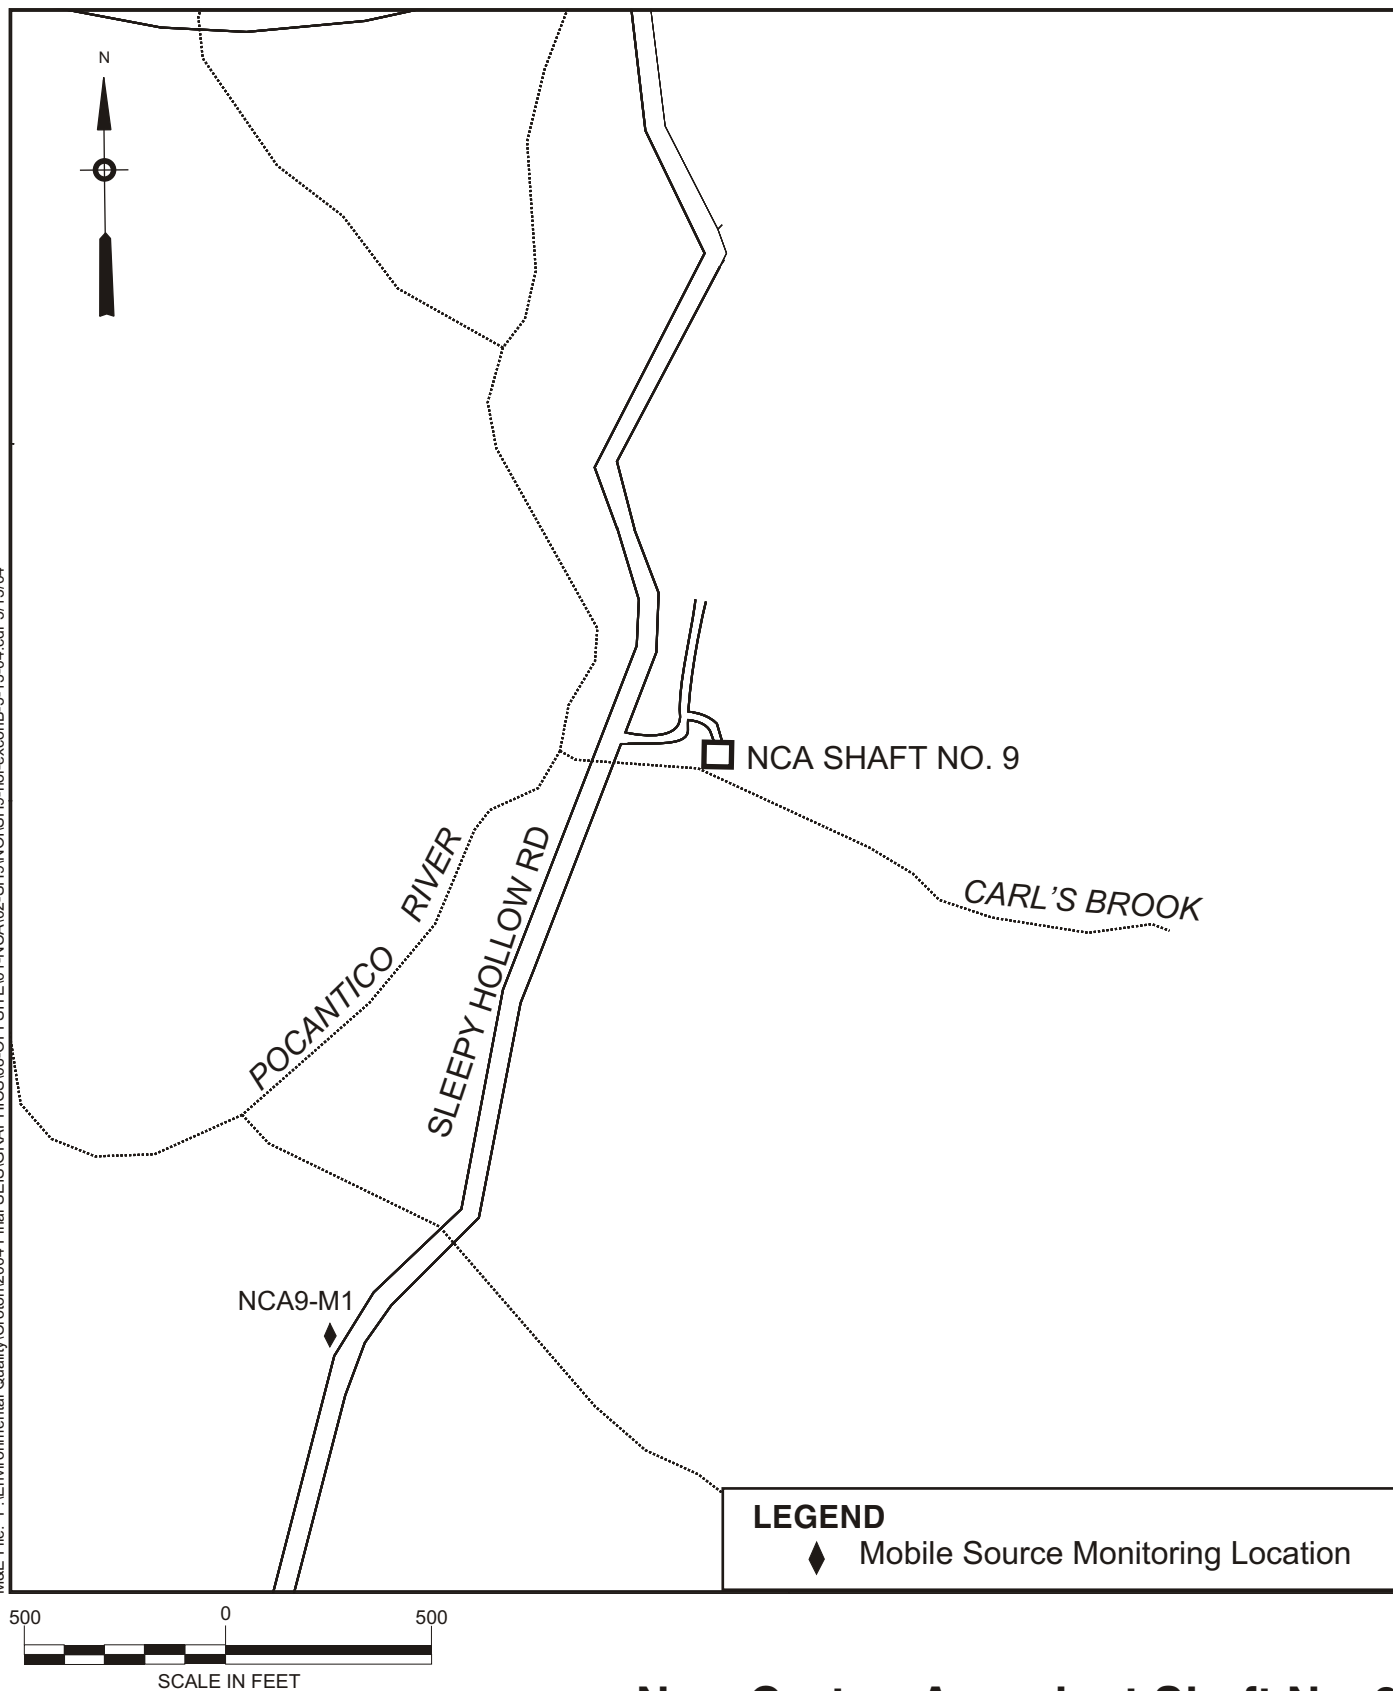 N
NCA SHAFT NO. 9
RIVER
SLEEPY HOLLOW RD
CARL'S BROOK
POCANTICO
NCA9-M1
LEGEND
Mobile Source Monitoring Location
500 0 500
SCALE IN FEET